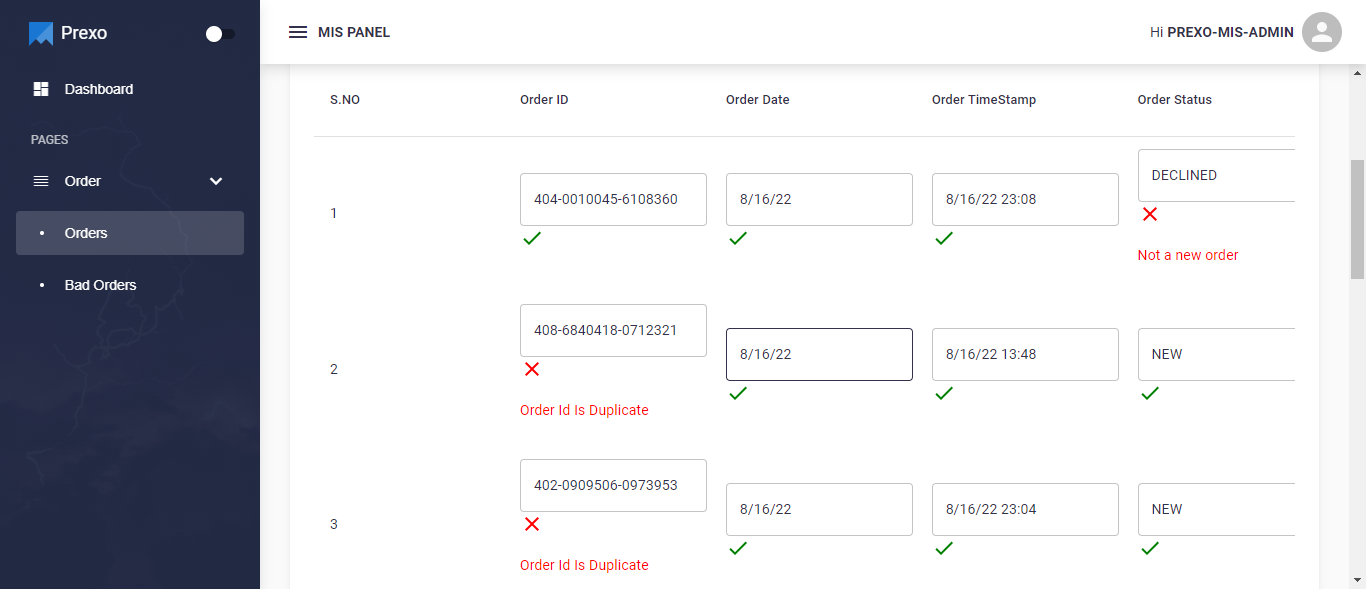 Prexo
MIS PANEL
Hi PREXO-MIS-ADMIN
Dashboard
PAGES
Order
Orders
Bad Orders
S.NO Order ID Order Date Order TimeStamp Order Status
1 404-0010045-6108360 8/16/22 8/16/22 23:08 DECLINED
Not a new order
2 408-6840418-0712321 8/16/22 8/16/22 13:48 NEW
Order Id Is Duplicate
3 402-0909506-0973953 8/16/22 8/16/22 23:04 NEW
Order Id Is Duplicate